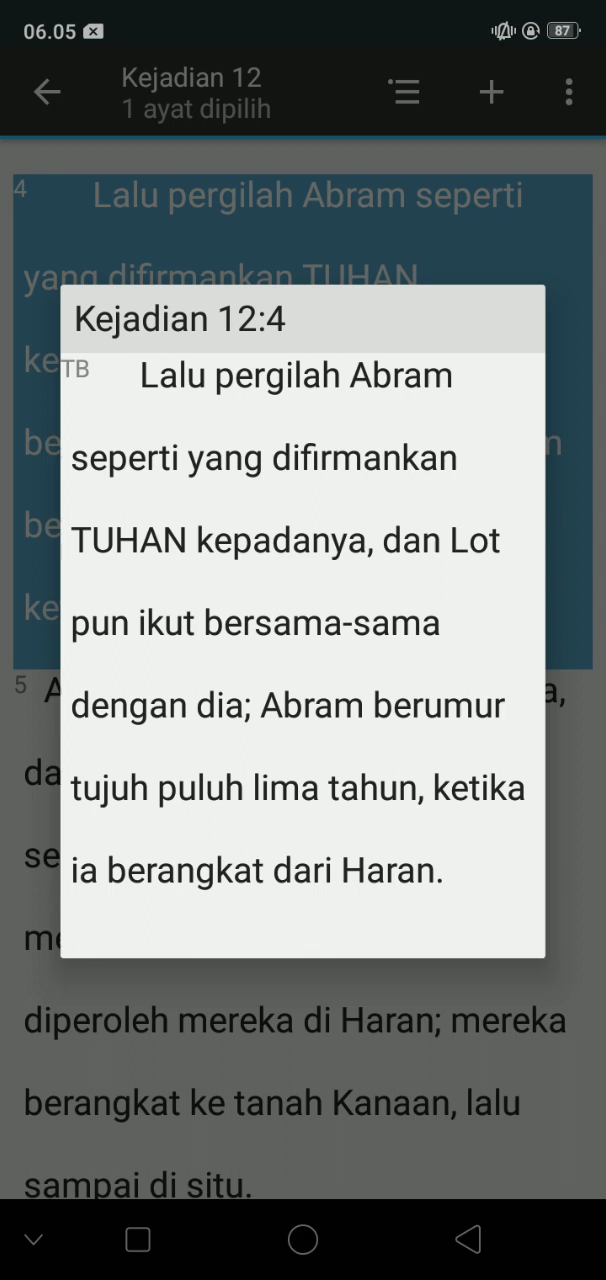 06.05
87
Kejadian 12
1 ayat dipilih
4 Lalu pergilah Abram seperti
yang difirmankan TUHAN
Kejadian 12:4
TB Lalu pergilah Abram
seperti yang difirmankan
TUHAN kepadanya, dan Lot
pun ikut bersama-sama
dengan dia; Abram berumur
tujuh puluh lima tahun, ketika
ia berangkat dari Haran.
5
diperoleh mereka di Haran; mereka
berangkat ke tanah Kanaan, lalu
sampai di situ.